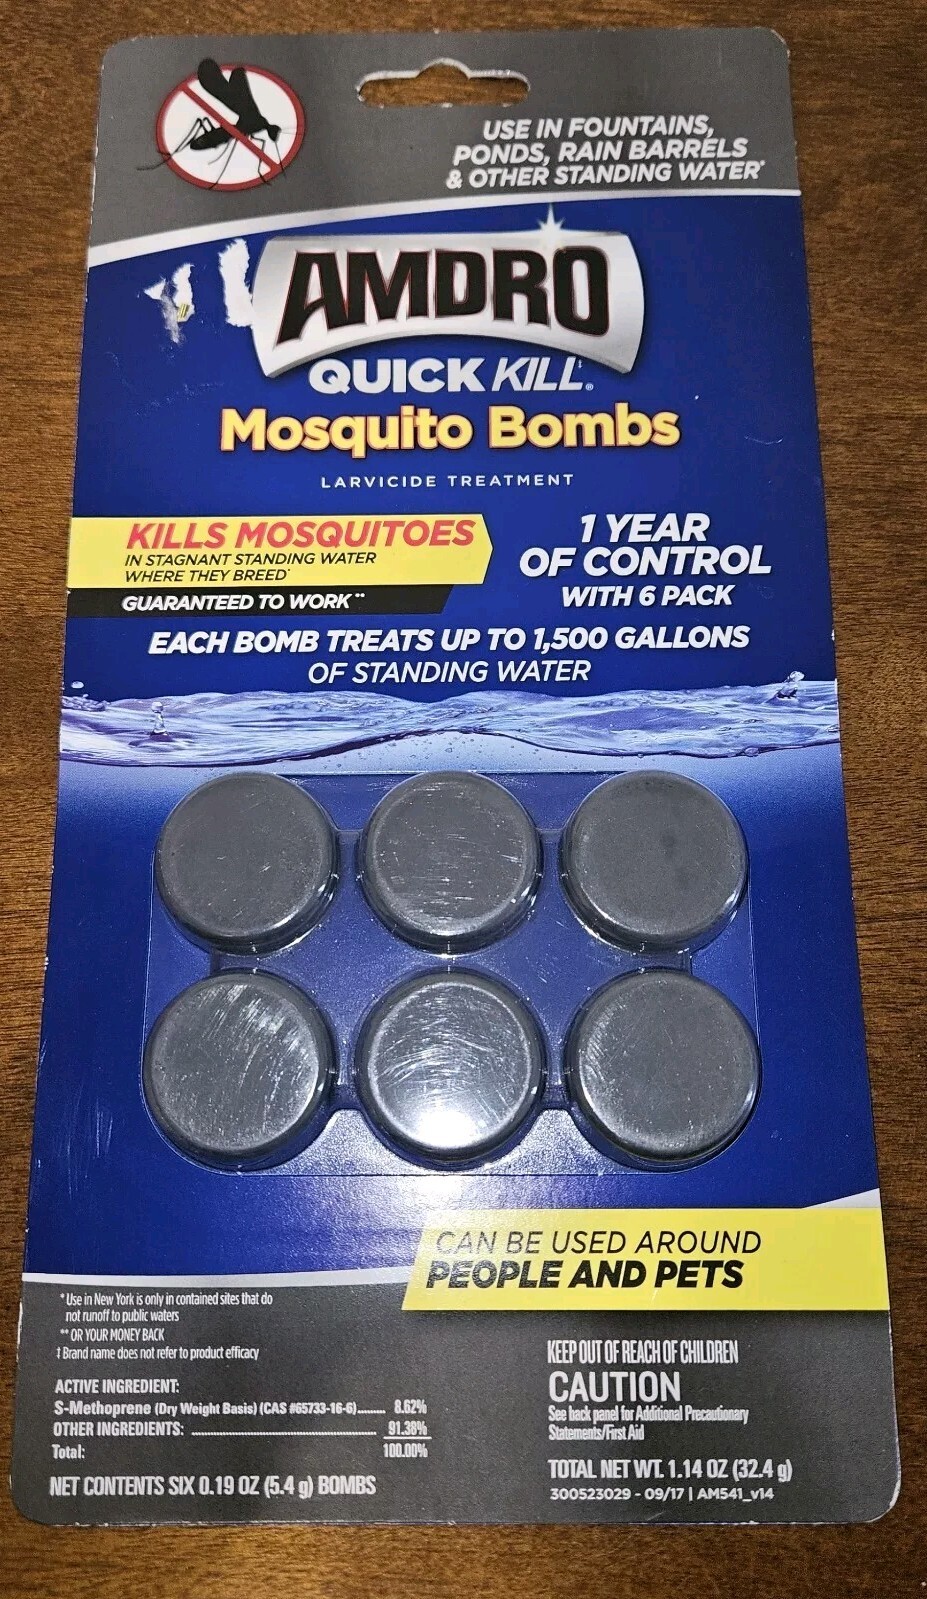 USE IN FOUNTAINS,
PONDS, RAIN BARRELS
& OTHER STANDING WATER*
AMDRO
QUICK KILL‡®
Mosquito Bombs
LARVICIDE TREATMENT
KILLS MOSQUITOES
IN STAGNANT STANDING WATER
WHERE THEY BREED*
GUARANTEED TO WORK**
1 YEAR
OF CONTROL
WITH 6 PACK
EACH BOMB TREATS UP TO 1,500 GALLONS
OF STANDING WATER
CAN BE USED AROUND
PEOPLE AND PETS
* Use in New York is only in contained sites that do
not runoff to public waters
** OR YOUR MONEY BACK
‡ Brand name does not refer to product efficacy
ACTIVE INGREDIENT:
S-Methoprene (Dry Weight Basis) (CAS #65733-16-6)........ 8.62%
OTHER INGREDIENTS: ........ 91.38%
Total: 100.00%
NET CONTENTS SIX 0.19 OZ (5.4 g) BOMBS
KEEP OUT OF REACH OF CHILDREN
CAUTION
See back panel for Additional Precautionary
Statements/First Aid
TOTAL NET WT. 1.14 OZ (32.4 g)
300523029 - 09/17 | AM541_v14